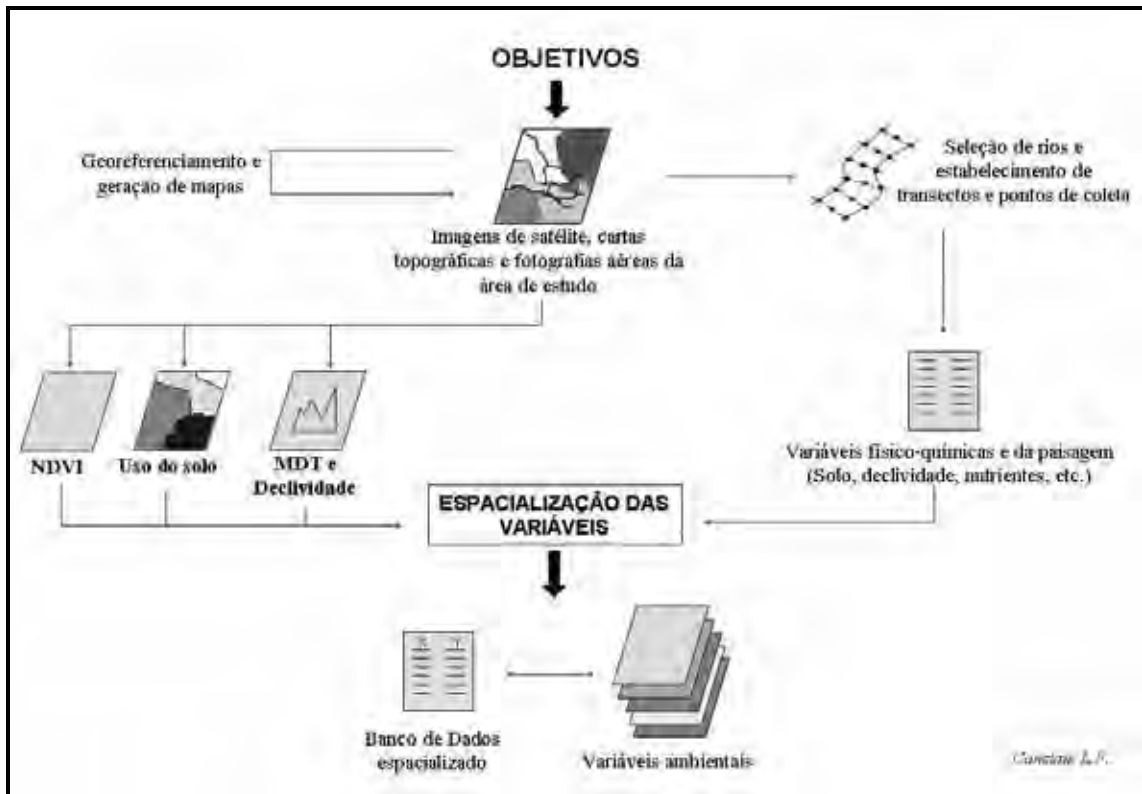 OBJETIVOS
Georeferenciamento e
geração de mapas
Seleção de rios e
estabelecimento de
transectos e pontos de coleta
Imagens de satélite, cartas
topográficas e fotografias aéreas da
área de estudo
NDVI
Uso do solo
MDT e
Declividade
Variáveis físico-químicas e da paisagem
(Solo, declividade, nutrientes, etc.)
ESPACIALIZAÇÃO DAS
VARIÁVEIS
X Y
Banco de Dados
espacializado
Variáveis ambientais
L.F.